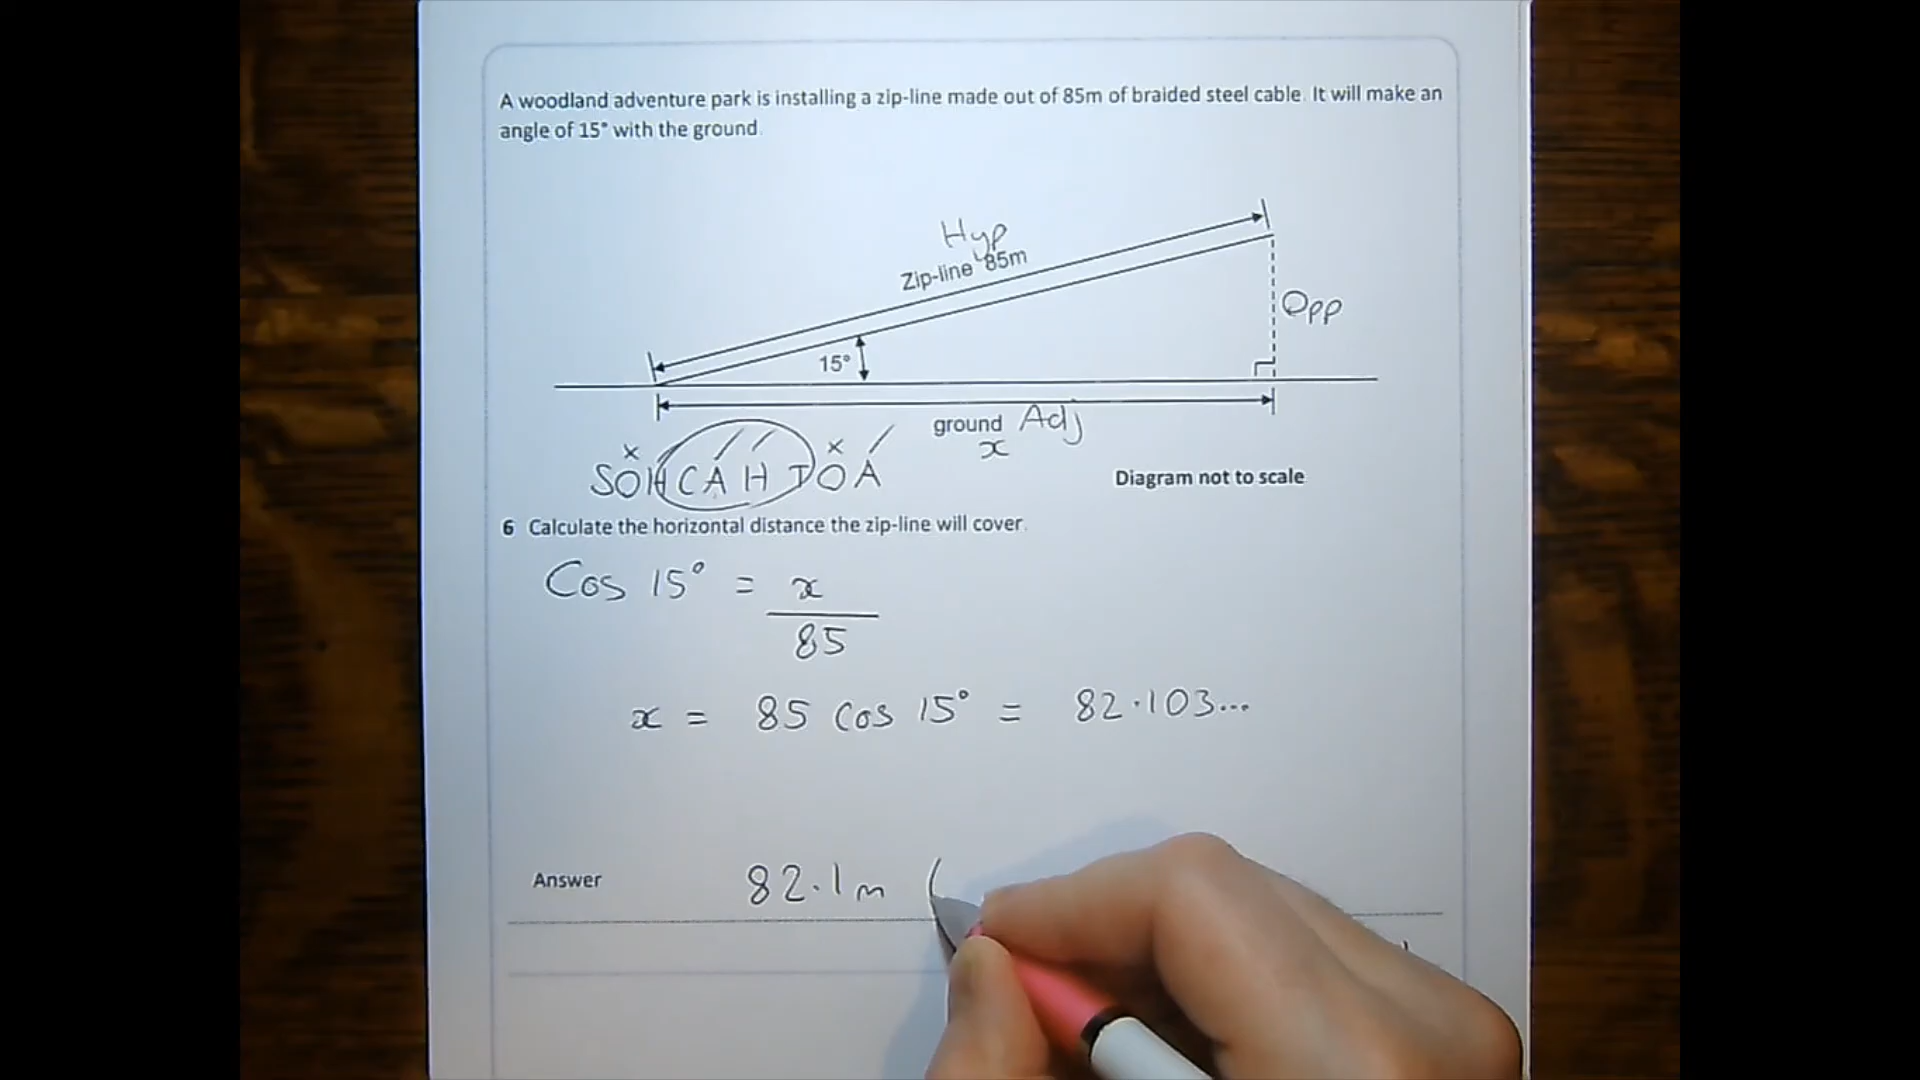 A woodland adventure park is installing a zip-line made out of 85m of braided steel cable. It will make an
angle of 15° with the ground.
Hyp
Zip-line 85m
Opp
15°
ground Adj
x
SOHCAHTOA
Diagram not to scale
6 Calculate the horizontal distance the zip-line will cover.
Cos 15° = x
85
x = 85 cos 15° = 82.103...
Answer 82.1m (